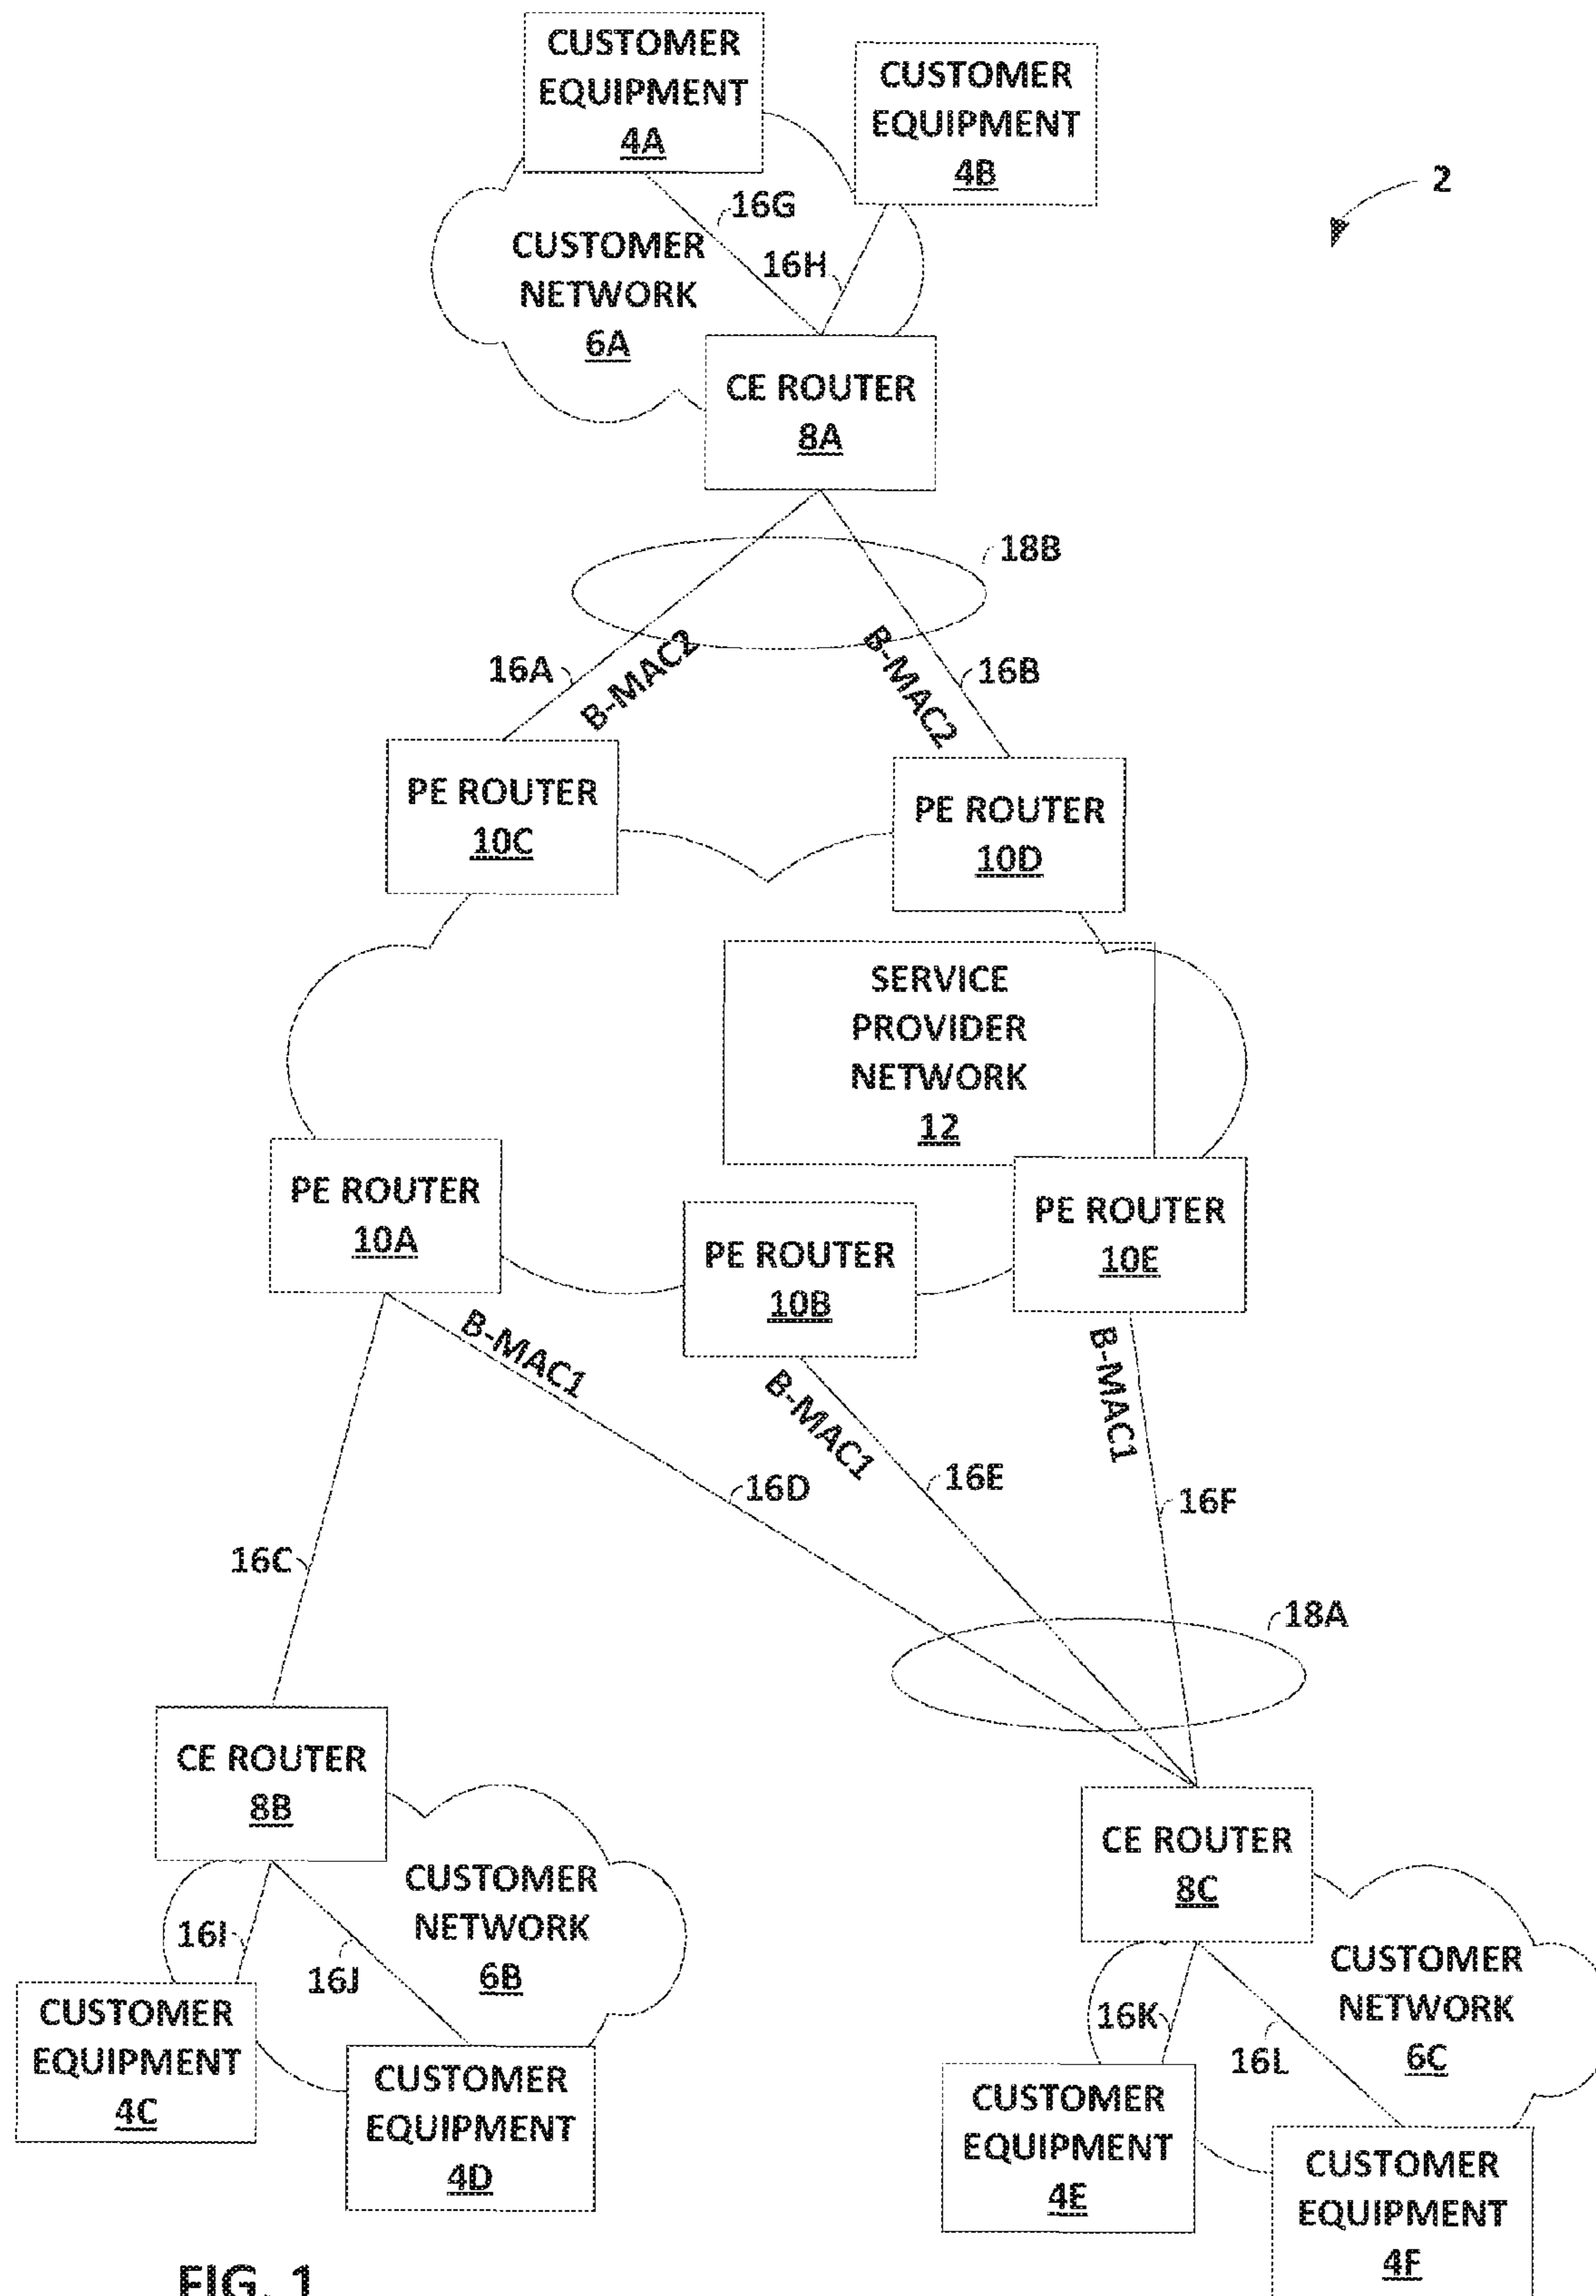 CUSTOMER
EQUIPMENT
4A
CUSTOMER
EQUIPMENT
4B
2
16G
CUSTOMER
NETWORK
6A
16H
CE ROUTER
8A
18B
16A
B-MAC2
B-MAC2
16B
PE ROUTER
10C
PE ROUTER
10D
SERVICE
PROVIDER
NETWORK
12
PE ROUTER
10A
PE ROUTER
10B
PE ROUTER
10E
B-MAC1
B-MAC1
B-MAC1
16D
16E
16F
16C
18A
CE ROUTER
8B
CUSTOMER
NETWORK
6B
16I
16J
CUSTOMER
EQUIPMENT
4C
CUSTOMER
EQUIPMENT
4D
CE ROUTER
8C
CUSTOMER
NETWORK
6C
16K
16L
CUSTOMER
EQUIPMENT
4E
CUSTOMER
EQUIPMENT
4F
FIG. 1